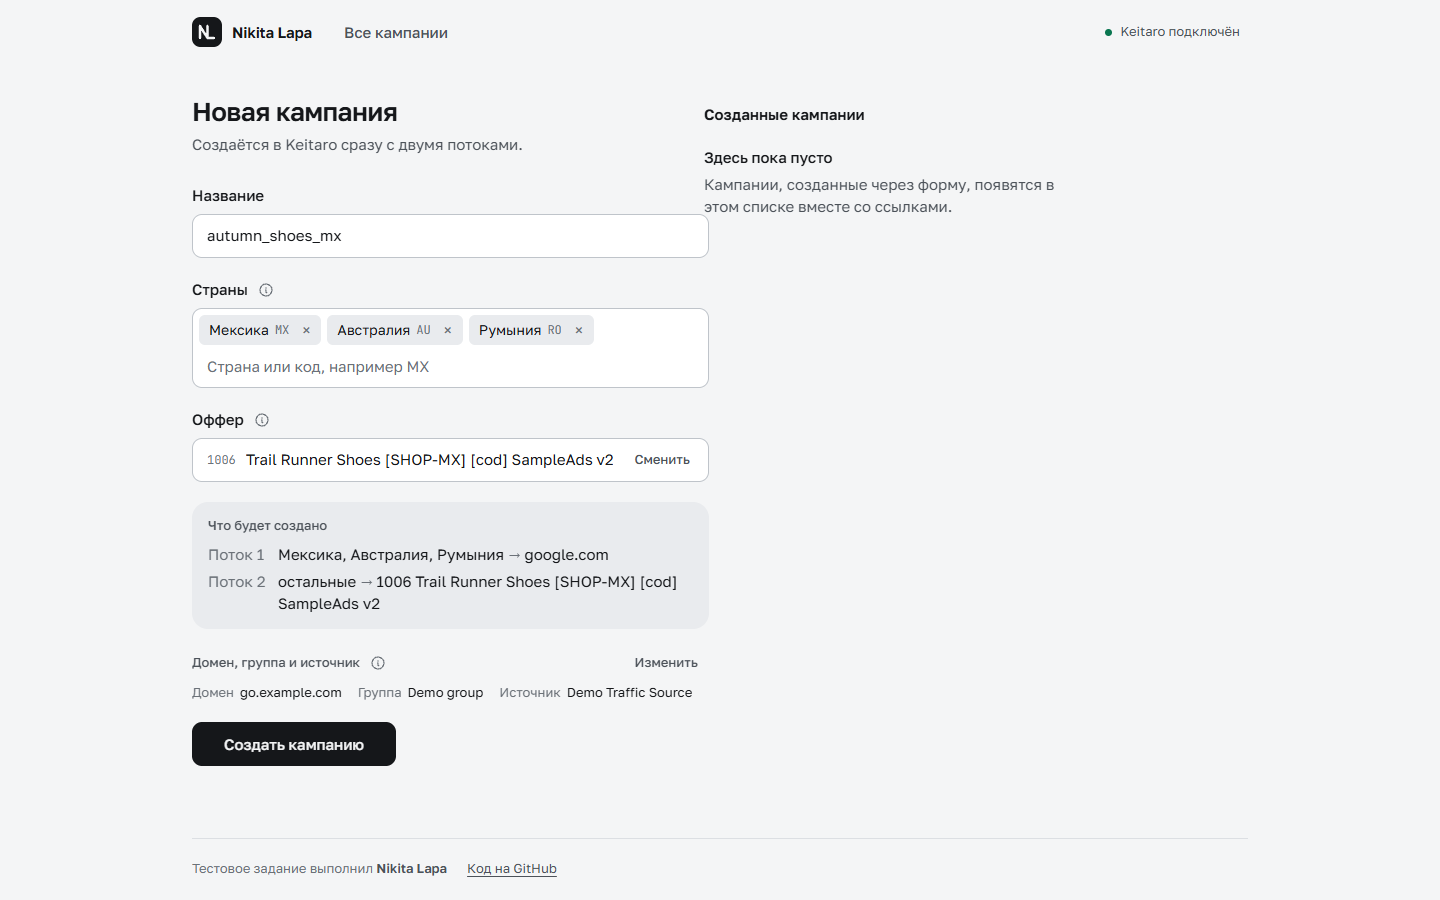 NL Nikita Lapa Все кампании Keitaro подключён
Новая кампания
Создаётся в Keitaro сразу с двумя потоками.
Название
autumn_shoes_mx
Страны
Мексика MX × Австралия AU × Румыния RO ×
Страна или код, например MX
Оффер
1006 Trail Runner Shoes [SHOP-MX] [cod] SampleAds v2 Сменить
Что будет создано
Поток 1 Мексика, Австралия, Румыния → google.com
Поток 2 остальные → 1006 Trail Runner Shoes [SHOP-MX] [cod]
SampleAds v2
Домен, группа и источник Изменить
Домен go.example.com Группа Demo group Источник Demo Traffic Source
Создать кампанию
Созданные кампании
Здесь пока пусто
Кампании, созданные через форму, появятся в
этом списке вместе со ссылками.
Тестовое задание выполнил Nikita Lapa Код на GitHub